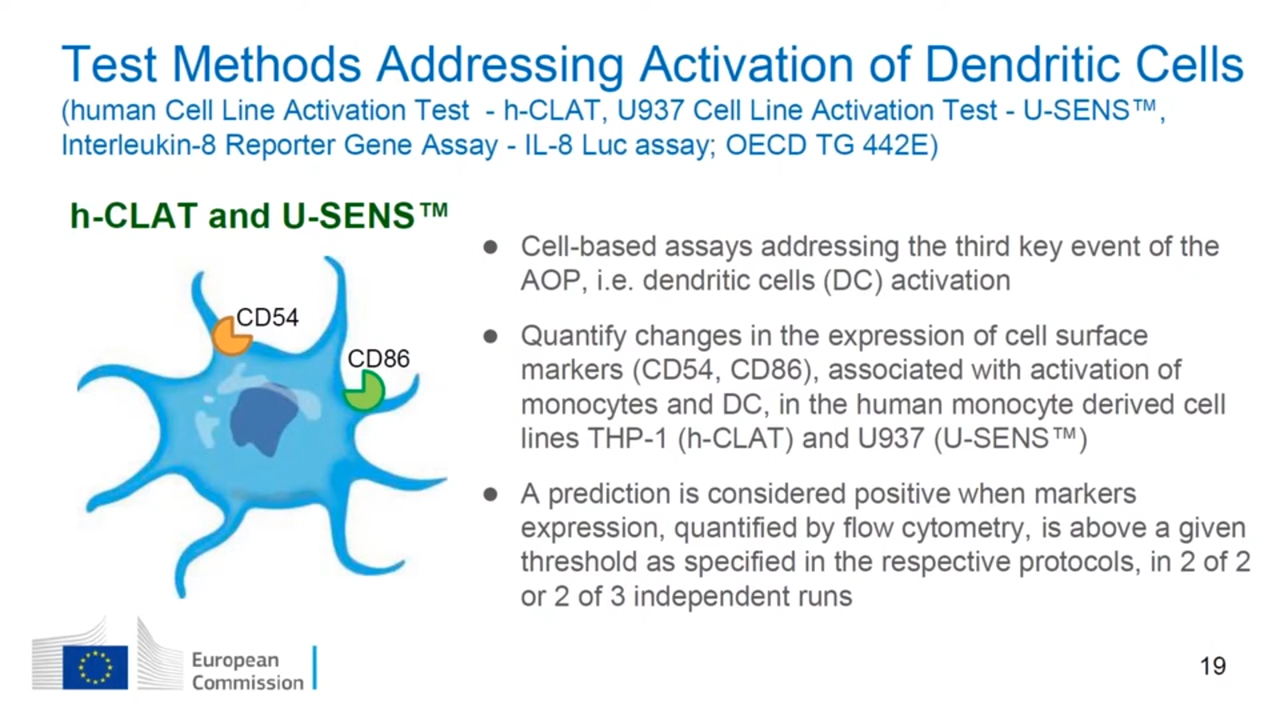 Test Methods Addressing Activation of Dendritic Cells
(human Cell Line Activation Test - h-CLAT, U937 Cell Line Activation Test - U-SENS™,
Interleukin-8 Reporter Gene Assay - IL-8 Luc assay; OECD TG 442E)
h-CLAT and U-SENS™
CD54
CD86
● Cell-based assays addressing the third key event of the
AOP, i.e. dendritic cells (DC) activation
● Quantify changes in the expression of cell surface
markers (CD54, CD86), associated with activation of
monocytes and DC, in the human monocyte derived cell
lines THP-1 (h-CLAT) and U937 (U-SENS™)
● A prediction is considered positive when markers
expression, quantified by flow cytometry, is above a given
threshold as specified in the respective protocols, in 2 of 2
or 2 of 3 independent runs
European
Commission
19